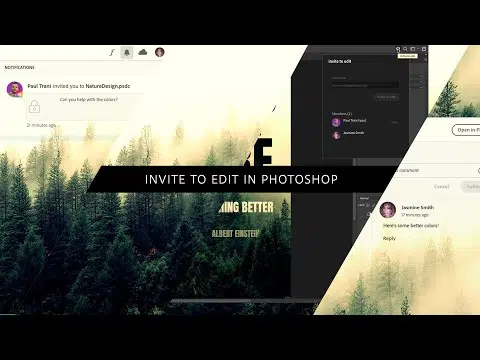 NOTIFICATIONS
Paul Trani invited you to NatureDesign.psdc
Can you help with the colors?
21 minutes ago
Invite to edit
Members (2)
Paul Trani (you)
Jasmine Smith
INVITE TO EDIT IN PHOTOSHOP
ING BETTER
ALBERT EINSTEIN
Open in P
comment
Cancel
Submi
Jasmine Smith
17 minutes ago
Here's some better colors!
Reply